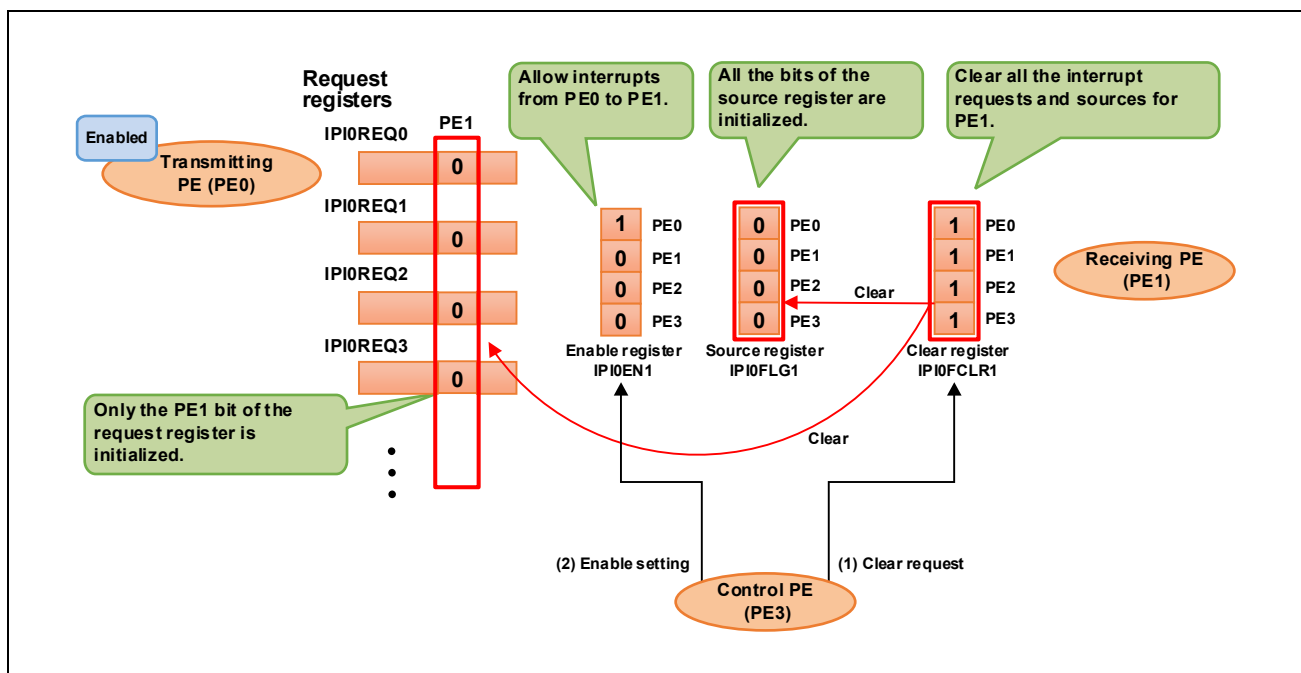 Allow interrupts
from PE0 to PE1.
All the bits of the
source register are
initialized.
Clear all the interrupt
requests and sources for
PE1.
Request
registers
Enabled
Transmitting
PE (PE0)
IPI0REQ0
PE1
0
IPI0REQ1
0
IPI0REQ2
0
IPI0REQ3
0
1 PE0
0 PE1
0 PE2
0 PE3
Enable register
IPI0EN1
0 PE0
0 PE1
0 PE2
0 PE3
Source register
IPI0FLG1
Clear
1 PE0
1 PE1
1 PE2
1 PE3
Clear register
IPI0FCLR1
Receiving PE
(PE1)
Only the PE1 bit of the
request register is
initialized.
Clear
(2) Enable setting
(1) Clear request
Control PE
(PE3)